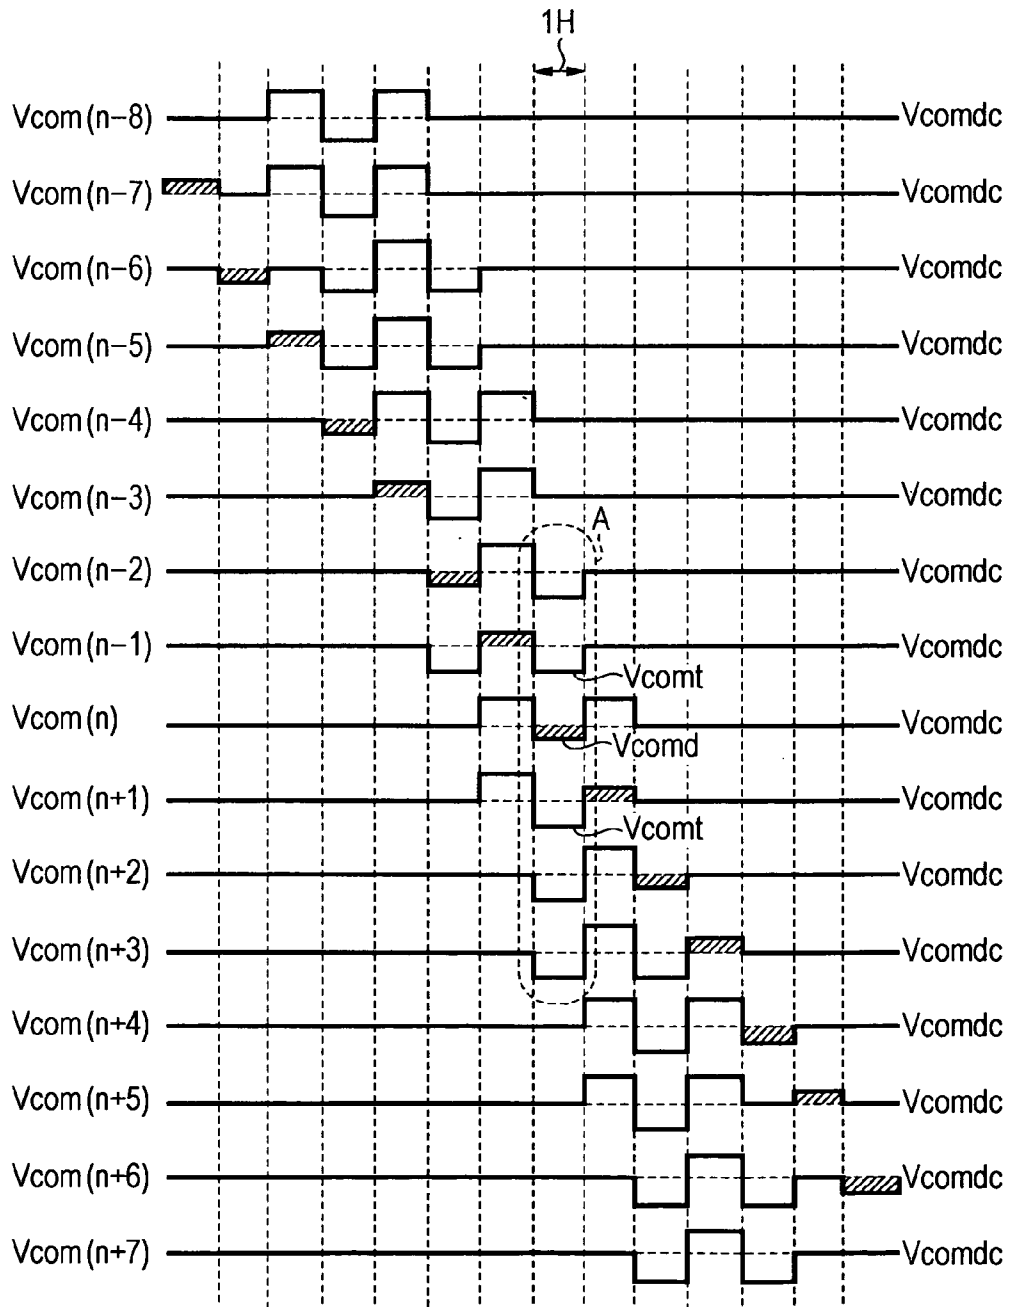 1H
Vcom(n-8) Vcomdc
Vcom(n-7) Vcomdc
Vcom(n-6) Vcomdc
Vcom(n-5) Vcomdc
Vcom(n-4) Vcomdc
Vcom(n-3) Vcomdc
A
Vcom(n-2) Vcomdc
Vcom(n-1) Vcomdc
Vcomt
Vcom(n) Vcomdc
Vcomd
Vcom(n+1) Vcomdc
Vcomt
Vcom(n+2) Vcomdc
Vcom(n+3) Vcomdc
Vcom(n+4) Vcomdc
Vcom(n+5) Vcomdc
Vcom(n+6) Vcomdc
Vcom(n+7) Vcomdc